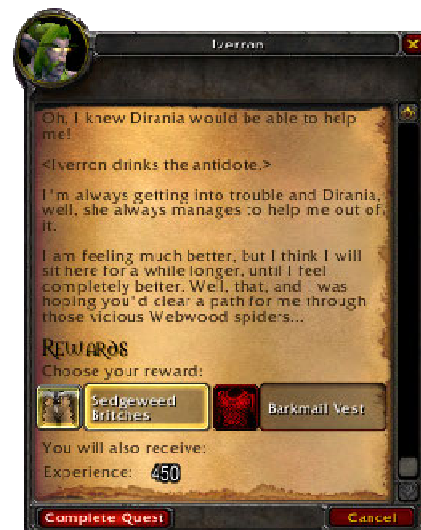 Iverron
Oh, I knew Dirania would be able to help
me!
<Iverron drinks the antidote.>
I'm always getting into trouble and Dirania,
well, she always manages to help me out of
it.
I am feeling much better, but I think I will
sit here for a while longer, until I feel
completely better. Well, that, and I was
hoping you'd clear a path for me through
those vicious Webwood spiders...
Rewards
Choose your reward:
Sedgeweed
Britches
Barkmail Vest
You will also receive:
Experience: 450
Complete Quest
Cancel